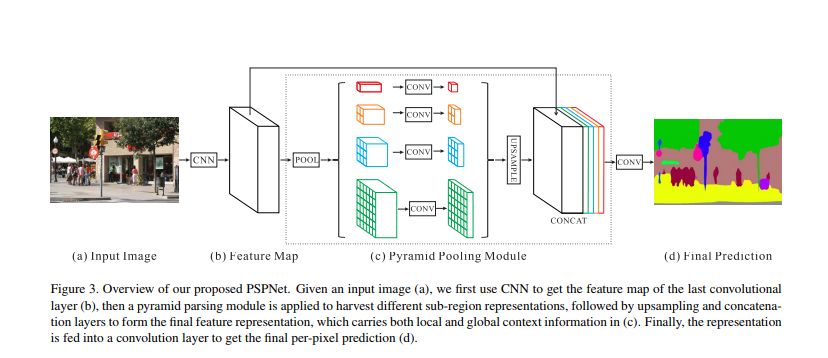 CNN
POOL
CONV
CONV
CONV
CONV
UPSAMPLE
CONCAT
CONV
(a) Input Image
(b) Feature Map
(c) Pyramid Pooling Module
(d) Final Prediction
Figure 3. Overview of our proposed PSPNet. Given an input image (a), we first use CNN to get the feature map of the last convolutional
layer (b), then a pyramid parsing module is applied to harvest different sub-region representations, followed by upsampling and concatena-
tion layers to form the final feature representation, which carries both local and global context information in (c). Finally, the representation
is fed into a convolution layer to get the final per-pixel prediction (d).